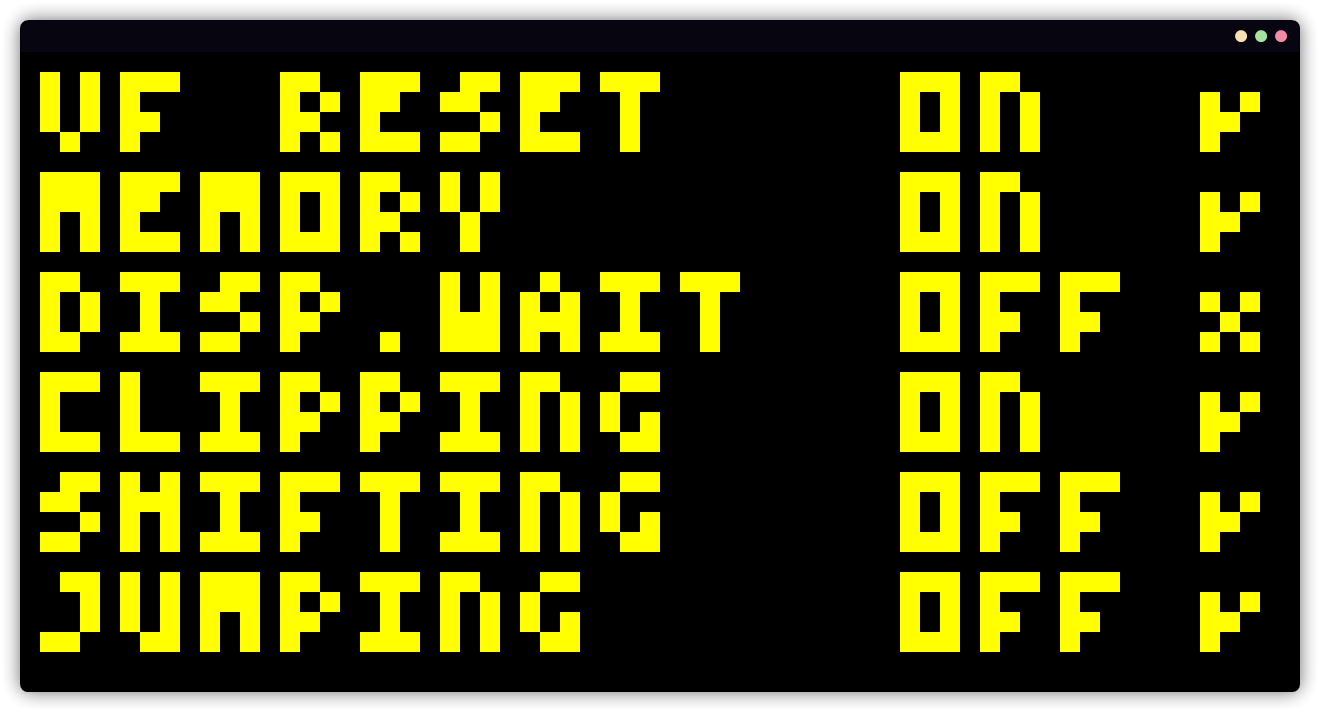 VF RESET ON ✓
MEMORY ON ✓
DISP.WAIT OFF x
CLIPPING ON ✓
SHIFTING OFF ✓
JUMPING OFF ✓